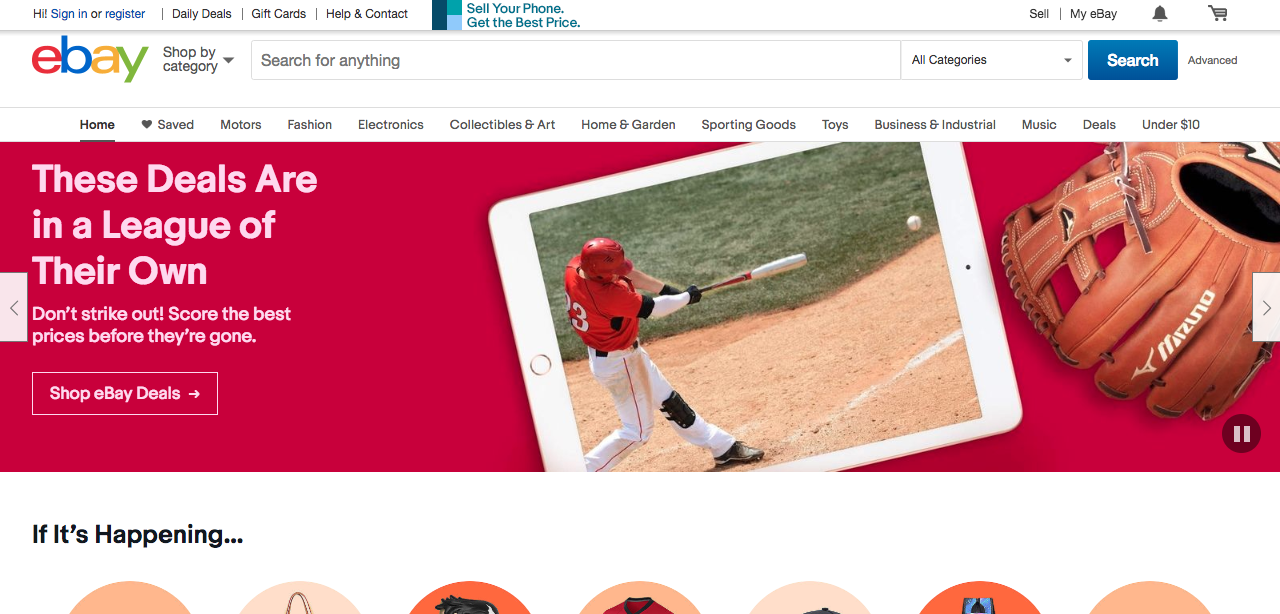 Hi! Sign in or register
Daily Deals
Gift Cards
Help & Contact
Sell Your Phone.
Get the Best Price.
Sell
My eBay
ebay
Shop by
category
Search for anything
All Categories
Search
Advanced
Home
Saved
Motors
Fashion
Electronics
Collectibles & Art
Home & Garden
Sporting Goods
Toys
Business & Industrial
Music
Deals
Under $10
These Deals Are
in a League of
Their Own
Don’t strike out! Score the best
prices before they’re gone.
Shop eBay Deals →
33
MIZUNO
If It’s Happening...